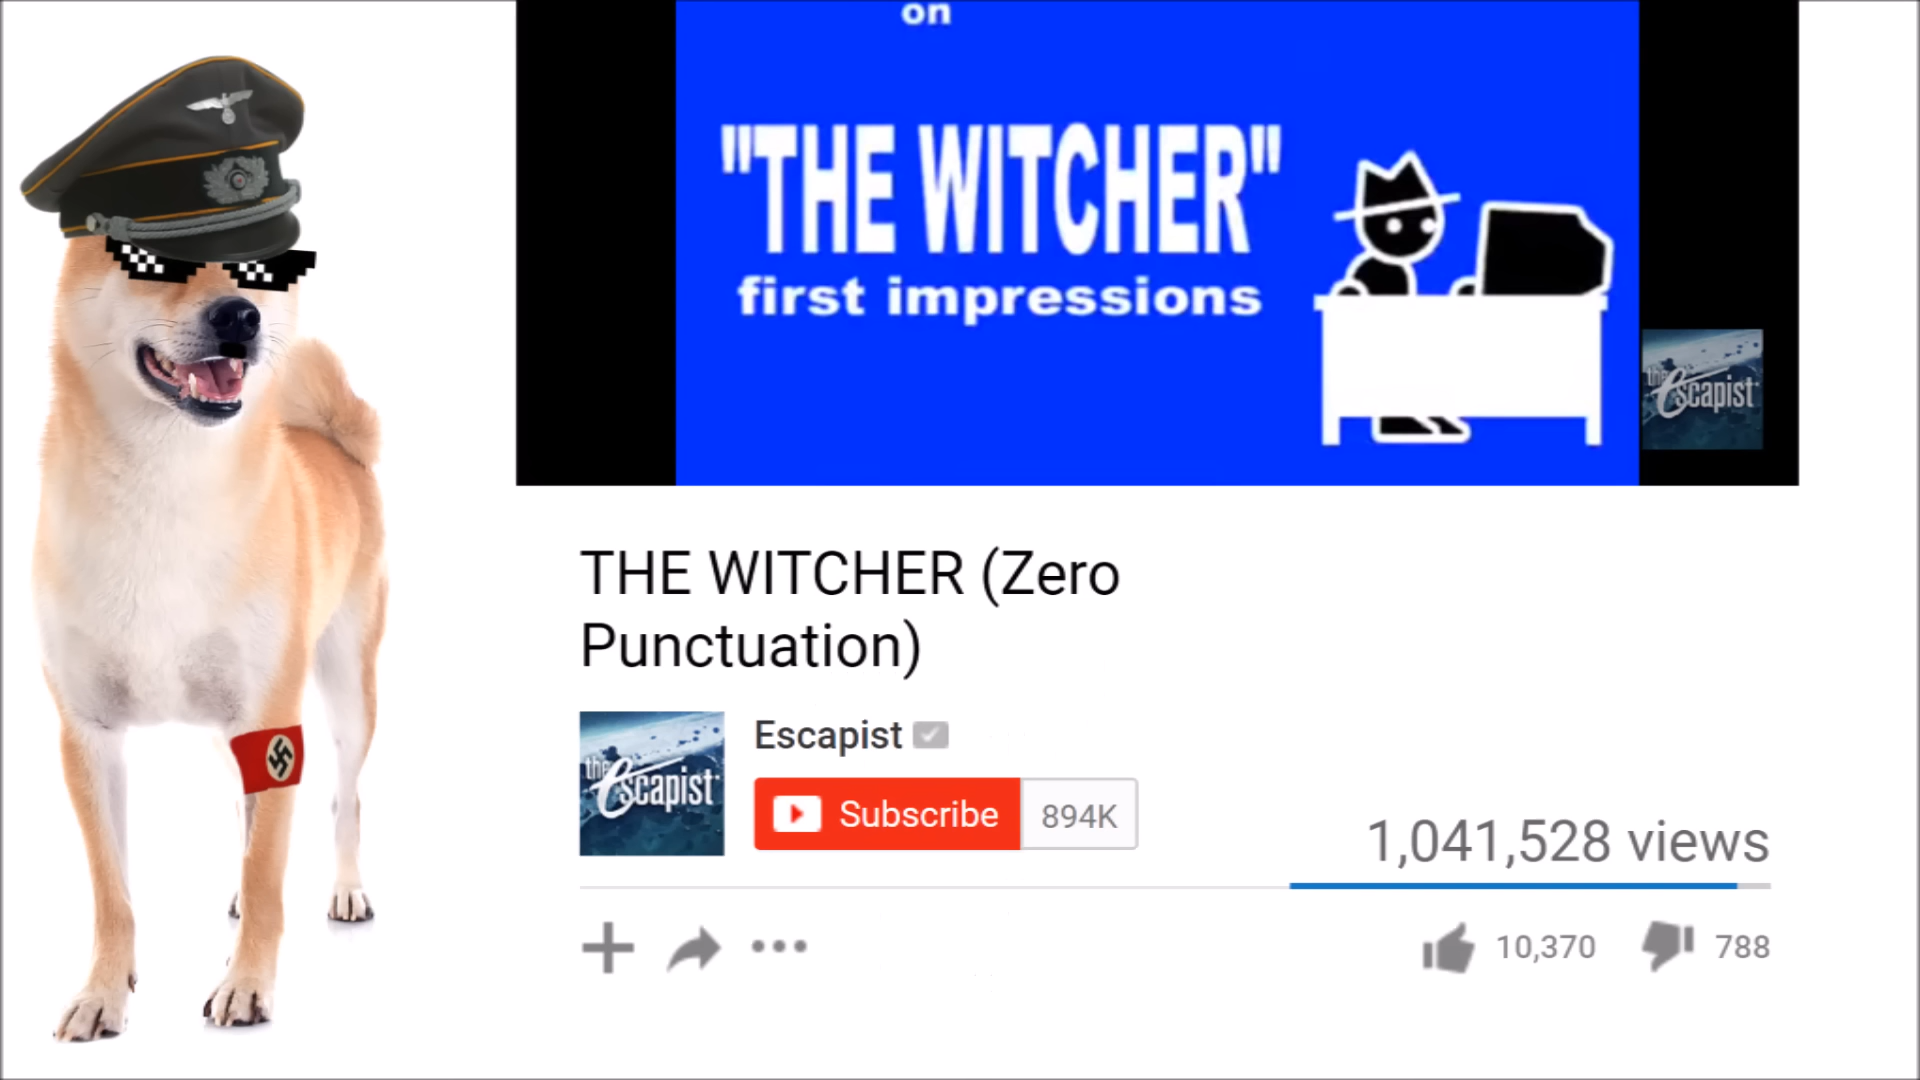 on
"THE WITCHER"
first impressions
the escapist
THE WITCHER (Zero
Punctuation)
the escapist
Escapist
Subscribe 894K
1,041,528 views
10,370 788